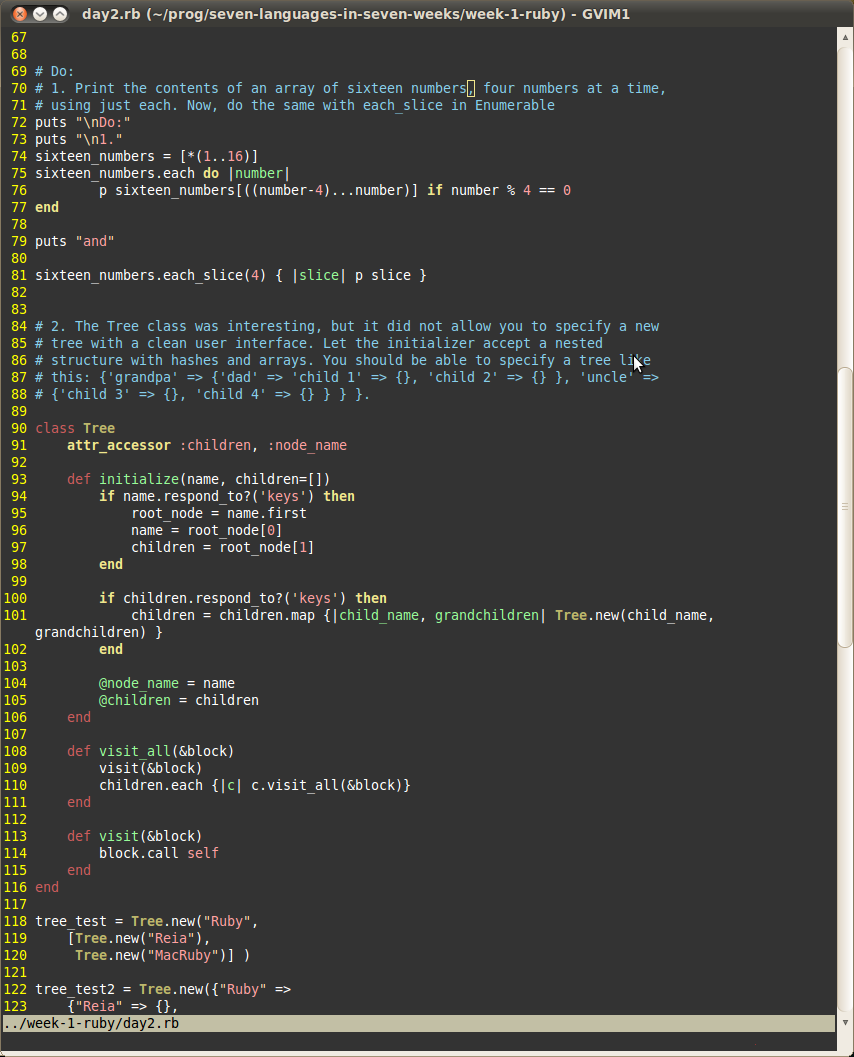 day2.rb (~/prog/seven-languages-in-seven-weeks/week-1-ruby) - GVIM1
67
68
69 # Do:
70 # 1. Print the contents of an array of sixteen numbers, four numbers at a time,
71 # using just each. Now, do the same with each_slice in Enumerable
72 puts "\nDo:"
73 puts "\n1."
74 sixteen_numbers = [*(1..16)]
75 sixteen_numbers.each do |number|
76         p sixteen_numbers[((number-4)...number)] if number % 4 == 0
77 end
78
79 puts "and"
80
81 sixteen_numbers.each_slice(4) { |slice| p slice }
82
83
84 # 2. The Tree class was interesting, but it did not allow you to specify a new
85 # tree with a clean user interface. Let the initializer accept a nested
86 # structure with hashes and arrays. You should be able to specify a tree like
87 # this: {'grandpa' => {'dad' => 'child 1' => {}, 'child 2' => {} }, 'uncle' =>
88 # {'child 3' => {}, 'child 4' => {} } } }.
89
90 class Tree
91     attr_accessor :children, :node_name
92
93     def initialize(name, children=[])
94         if name.respond_to?('keys') then
95             root_node = name.first
96             name = root_node[0]
97             children = root_node[1]
98         end
99
100         if children.respond_to?('keys') then
101             children = children.map {|child_name, grandchildren| Tree.new(child_name,
grandchildren) }
102         end
103
104         @node_name = name
105         @children = children
106     end
107
108     def visit_all(&block)
109         visit(&block)
110         children.each {|c| c.visit_all(&block)}
111     end
112
113     def visit(&block)
114         block.call self
115     end
116 end
117
118 tree_test = Tree.new("Ruby",
119     [Tree.new("Reia"),
120      Tree.new("MacRuby")] )
121
122 tree_test2 = Tree.new({"Ruby" =>
123     {"Reia" => {},
../week-1-ruby/day2.rb